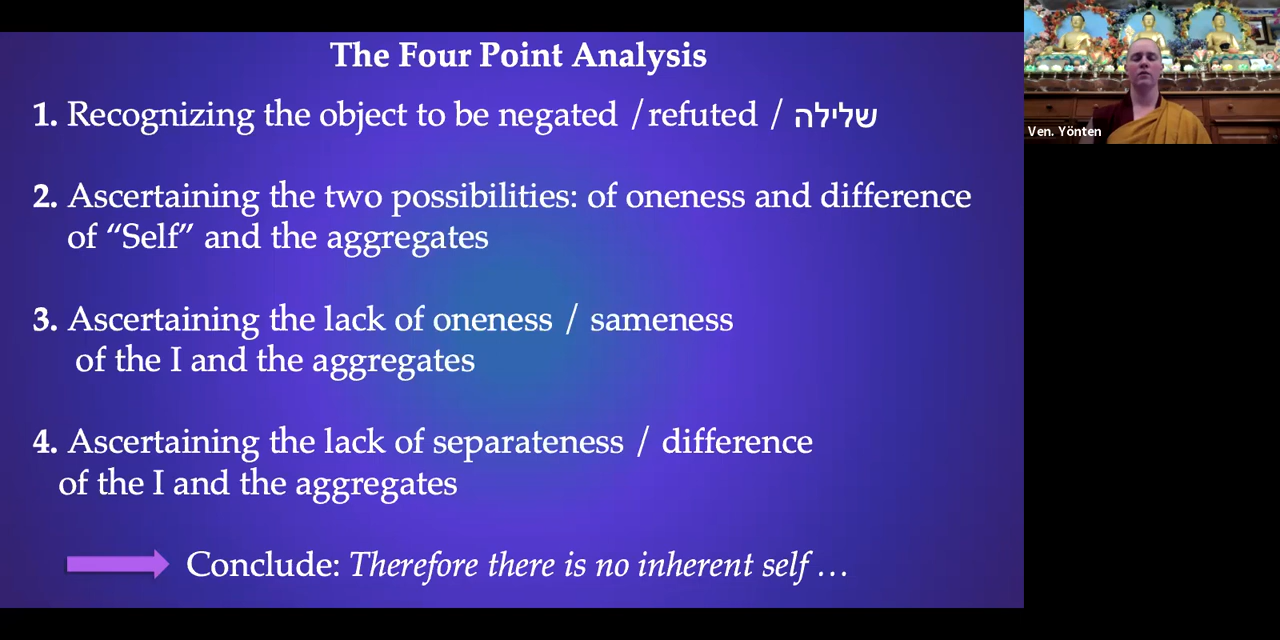 The Four Point Analysis
1. Recognizing the object to be negated /refuted / שלילה
2. Ascertaining the two possibilities: of oneness and difference
of “Self” and the aggregates
3. Ascertaining the lack of oneness / sameness
of the I and the aggregates
4. Ascertaining the lack of separateness / difference
of the I and the aggregates
Conclude: Therefore there is no inherent self …
Ven. Yönten